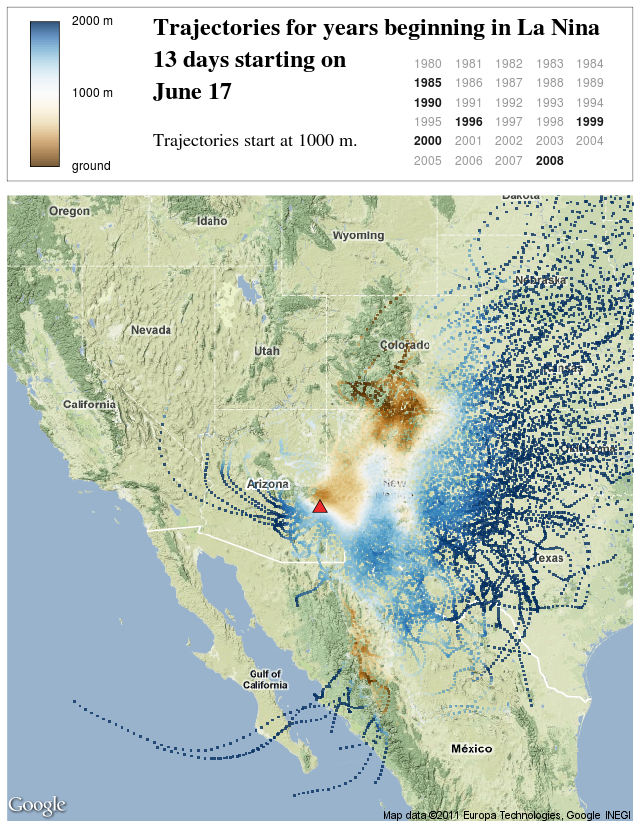 2000 m
1000 m
ground
Trajectories for years beginning in La Nina
13 days starting on
June 17
Trajectories start at 1000 m.
1980 1981 1982 1983 1984
1985 1986 1987 1988 1989
1990 1991 1992 1993 1994
1995 1996 1997 1998 1999
2000 2001 2002 2003 2004
2005 2006 2007 2008
Dakota
Oregon
Idaho
Wyoming
Nebraska
Nevada
Utah
Colorado
California
Arizona
New
Texas
Gulf of
California
México
Google
Map data ©2011 Europa Technologies, Google INEGI